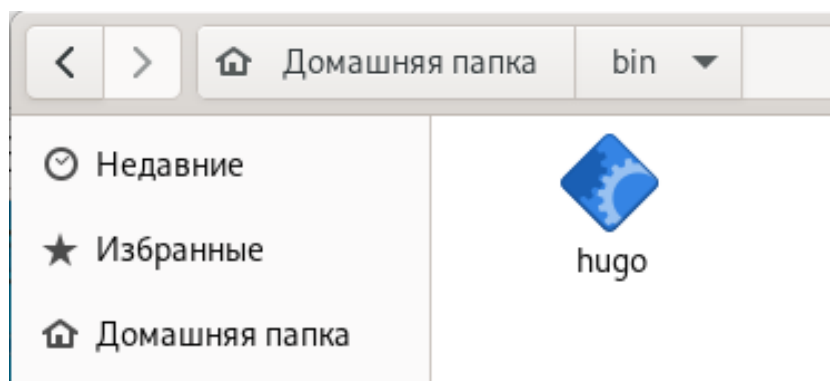 Домашняя папка bin
Недавние
hugo
Избранные
Домашняя папка